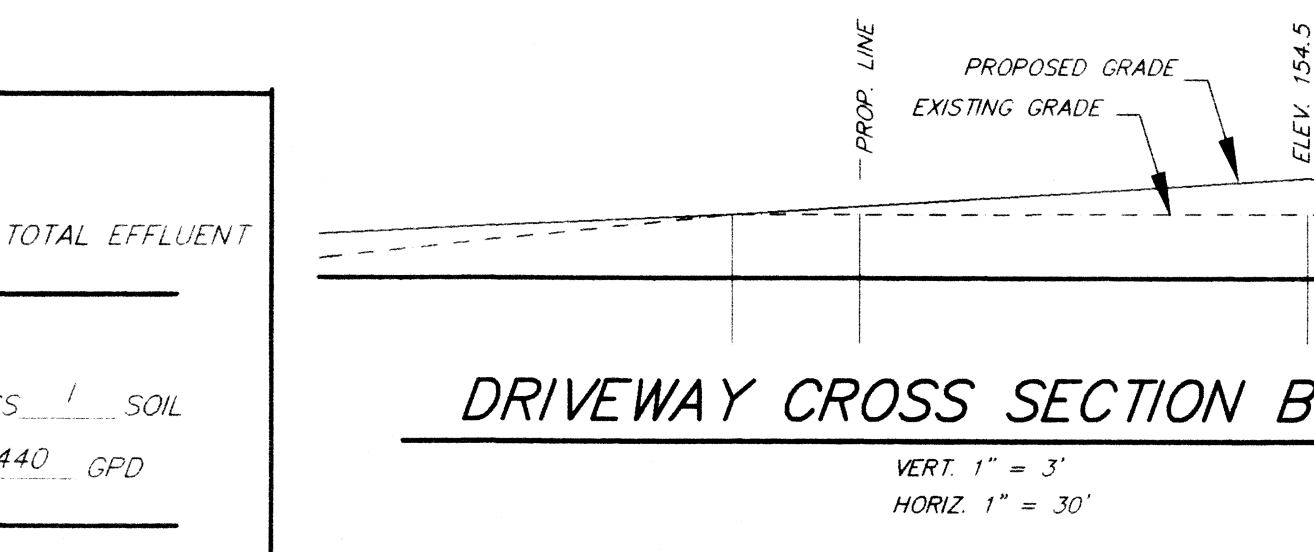 TOTAL EFFLUENT
SOIL
440 GPD
PROP. LINE
PROPOSED GRADE
EXISTING GRADE
ELEV. 154.5
DRIVEWAY CROSS SECTION B
VERT. 1" = 3'
HORIZ. 1" = 30'